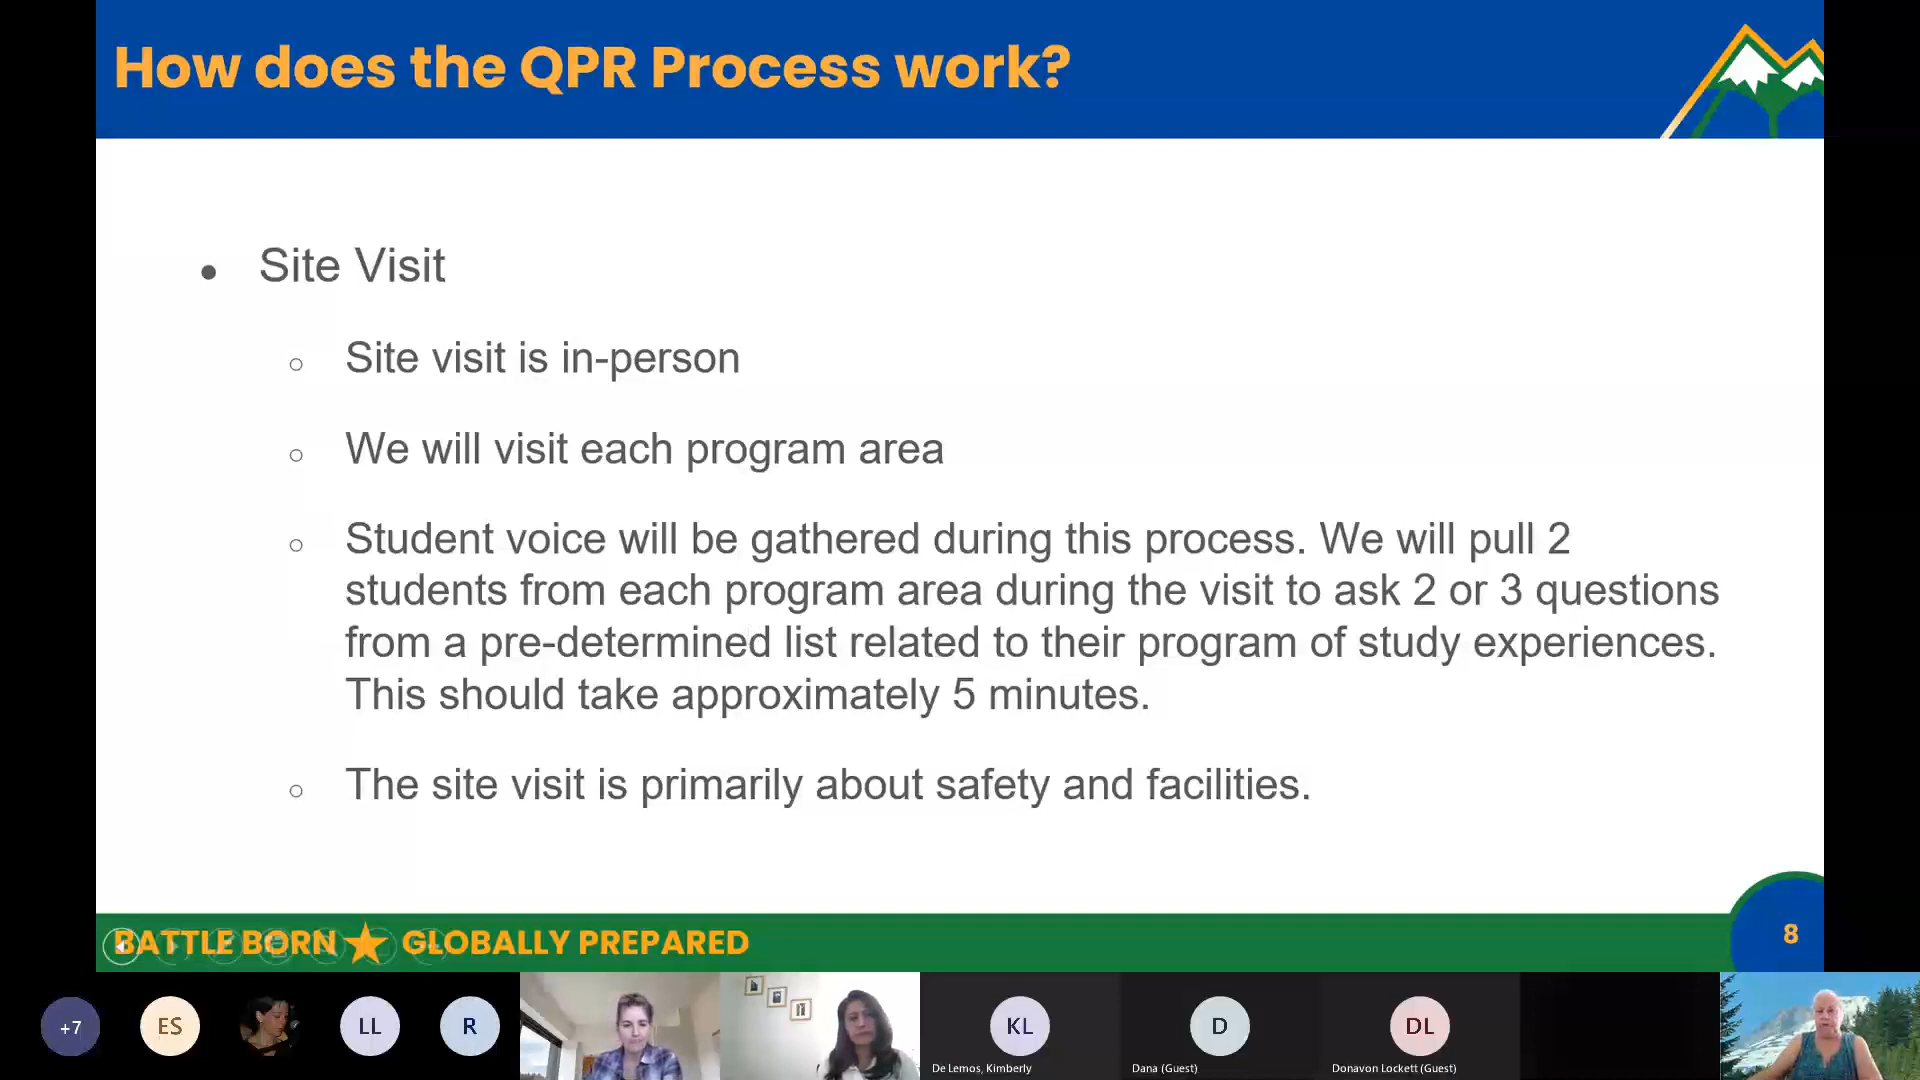 How does the QPR Process work?
● Site Visit
○ Site visit is in-person
○ We will visit each program area
○ Student voice will be gathered during this process. We will pull 2
students from each program area during the visit to ask 2 or 3 questions
from a pre-determined list related to their program of study experiences.
This should take approximately 5 minutes.
○ The site visit is primarily about safety and facilities.
BATTLE BORN ★ GLOBALLY PREPARED
8
+7
ES
LL
R
KL
D
DL
De Lemos, Kimberly
Dana (Guest)
Donavon Lockett (Guest)